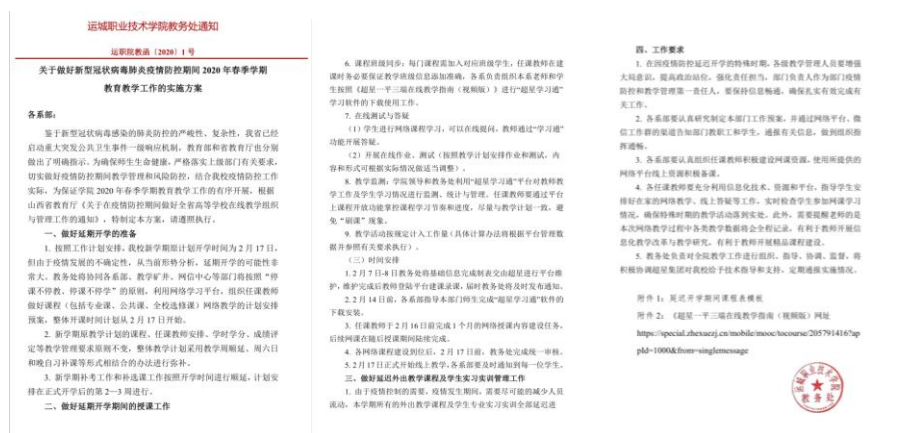 运城职业技术学院教务处通知
运职院教函〔2020〕1 号
关于做好新型冠状病毒肺炎疫情防控期间 2020 年春季学期
教育教学工作的实施方案
各系部:
鉴于新型冠状病毒感染的肺炎防控的严峻性、复杂性，我省已经
启动重大突发公共卫生事件一级响应机制，教育部和省教育厅也分别
做出了明确指示。为确保师生生命健康，严格落实上级部门有关要求，
切实做好疫情防控期间教学管理和风险防控，结合我校疫情防控工作
实际，为保证学院 2020 年春季学期教育教学工作的有序开展，根据
山西省教育厅《关于在疫情防控期间做好全省高等学校在线教学组织
与管理工作的通知》，特制定本方案，请遵照执行。
一、做好延期开学的准备
1. 按照工作计划安排，我校新学期原计划开学时间为 2 月 17 日，
但由于疫情发展的不确定性，从当前形势分析，延期开学的可能性非
常大。教务处将协同各系部、教学矿井、网信中心等部门将按照“停
课不停教、停课不停学”的原则，利用网络学习平台，组织任课教师
做好课程（包括专业课、公共课、全校选修课）网络教学的计划安排
预案，整体开课时间计划从 2 月 17 日开始。
2. 新学期原教学计划的课程、任课教师安排、学时学分、成绩评
定等教学管理要求原则不变，整体教学计划采用教学周顺延、周六日
和晚自习补课等形式相结合的办法进行弥补。
3. 新学期补考工作和补选课工作按照开学时间进行顺延，计划安
排在正式开学后的第 2—3 周进行。
二、做好延期开学期间的授课工作
6. 课程班级同步：每门课程需加入对应班级学生，任课教师在建
课时务必要保证教学班级信息添加准确，各系负责组织本系老师和学
生按照《超星一平三端在线教学指南（视频版）》进行“超星学习通”
学习软件的下载使用工作。
7. 在线测试与答疑
（1）学生进行网络课程学习，可以在线提问，教师通过“学习通”
功能开展答疑。
（2）开展在线作业、测试（按照教学计划安排作业和测试，内
容和形式可根据实际情况做适当调整）。
8. 教学监测：学院领导和教务处利用“超星学习通”平台对教师教
学工作及学生学习情况进行监测、统计与管理。任课教师要通过平台
上课程开放功能掌控课程学习节奏和进度，尽量与教学计划一致，避
免“刷课”现象。
9. 教学活动按规定计入工作量（具体计算办法将根据平台管理数
据并参照有关要求执行）。
（三）时间安排
1. 2 月 7 日-8 日教务处将基础信息完成制表交由超星进行平台维
护，维护完成后教师登陆平台建课录课，届时教务处将及时发布通知。
2. 2 月 14 日前，各系部指导本部门师生完成“超星学习通”软件的
下载安装。
3. 任课教师于 2 月 16 日前完成 1 个月的网络授课内容建设任务，
后续网课在随后授课期间陆续完成。
4. 各网络课程建设到位后，2 月 17 日前，教务处完成统一审核。
5. 2 月 17 日正式开始线上教学，各系部要通知到每一位学生。
三、做好延迟外出教学课程及学生实习实训管理工作
1. 由于疫情控制的需要，疫情发生期间，需要尽可能的减少人员
流动，本学期所有的外出教学课程及学生专业实习实训全部延迟进
四、工作要求
1. 在因疫情防控延迟开学的特殊时期，各级教学管理人员要增强
大局意识，提高政治站位，强化责任担当，部门负责人作为部门疫情
防控和教学管理第一责任人，要保持信息畅通，确保扎实有效完成有
关工作。
2. 各系部要认真研究制定本部门工作预案，并通过网络平台、微
信工作群的渠道告知部门教职工和学生，通报有关信息，做到组织指
挥通畅。
3. 各系部要认真组织任课教师积极建设网课资源，使用所提供的
网络平台线上资源积极备课。
4. 各任课教师要充分利用信息化技术、资源和平台，指导学生安
排好在家的网络教学、线上答疑等工作，实时检查学生参加网课学习
情况，确保特殊时期的教学活动落到实处。此外，需要提醒老师的是
本次网络教学过程中各类教学数据将会全程记录，有利于教师开展信
息化教学改革与教学研究，有利于教师开展精品课程建设。
5. 教务处负责对全院教学工作进行组织、指导、协调、监督，将
积极协调超星集团对我校给予技术指导和支持，定期通报实施情况。
附件 1：延迟开学期间课程表模板
附件 2：《超星一平三端在线教学指南（视频版）》网址
https://special.zhexuezj.cn/mobile/mooc/tocourse/205791416?ap
pId=1000&from=singlemessage
运城职业技术学院
教务处